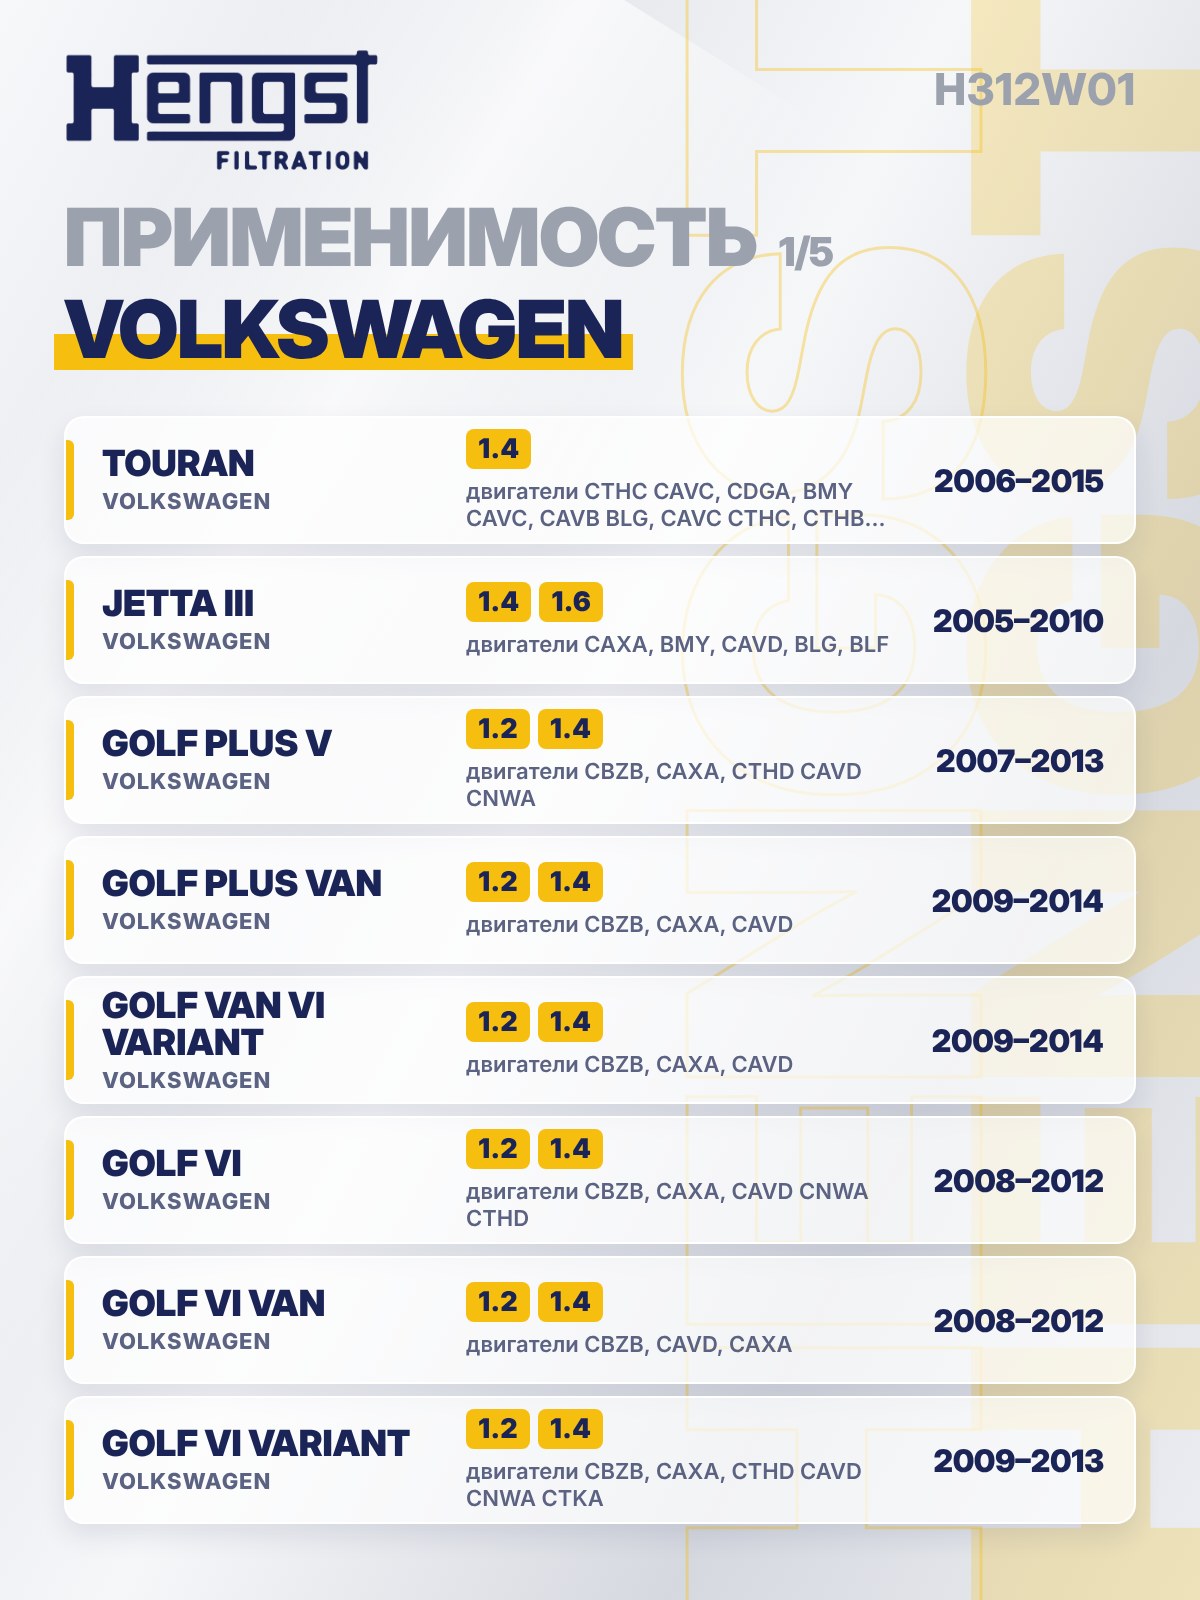 Hengst
FILTRATION
H312W01
ПРИМЕНИМОСТЬ 1/5
VOLKSWAGEN
TOURAN
VOLKSWAGEN
1.4
двигатели CTHC CAVC, CDGA, BMY
CAVC, CAVB BLG, CAVC CTHC, CTHB...
2006–2015
JETTA III
VOLKSWAGEN
1.4 1.6
двигатели CAXA, BMY, CAVD, BLG, BLF
2005–2010
GOLF PLUS V
VOLKSWAGEN
1.2 1.4
двигатели CBZB, CAXA, CTHD CAVD
CNWA
2007–2013
GOLF PLUS VAN
VOLKSWAGEN
1.2 1.4
двигатели CBZB, CAXA, CAVD
2009–2014
GOLF VAN VI
VARIANT
VOLKSWAGEN
1.2 1.4
двигатели CBZB, CAXA, CAVD
2009–2014
GOLF VI
VOLKSWAGEN
1.2 1.4
двигатели CBZB, CAXA, CAVD CNWA
CTHD
2008–2012
GOLF VI VAN
VOLKSWAGEN
1.2 1.4
двигатели CBZB, CAVD, CAXA
2008–2012
GOLF VI VARIANT
VOLKSWAGEN
1.2 1.4
двигатели CBZB, CAXA, CTHD CAVD
CNWA CTKA
2009–2013
HENGST
HENGST